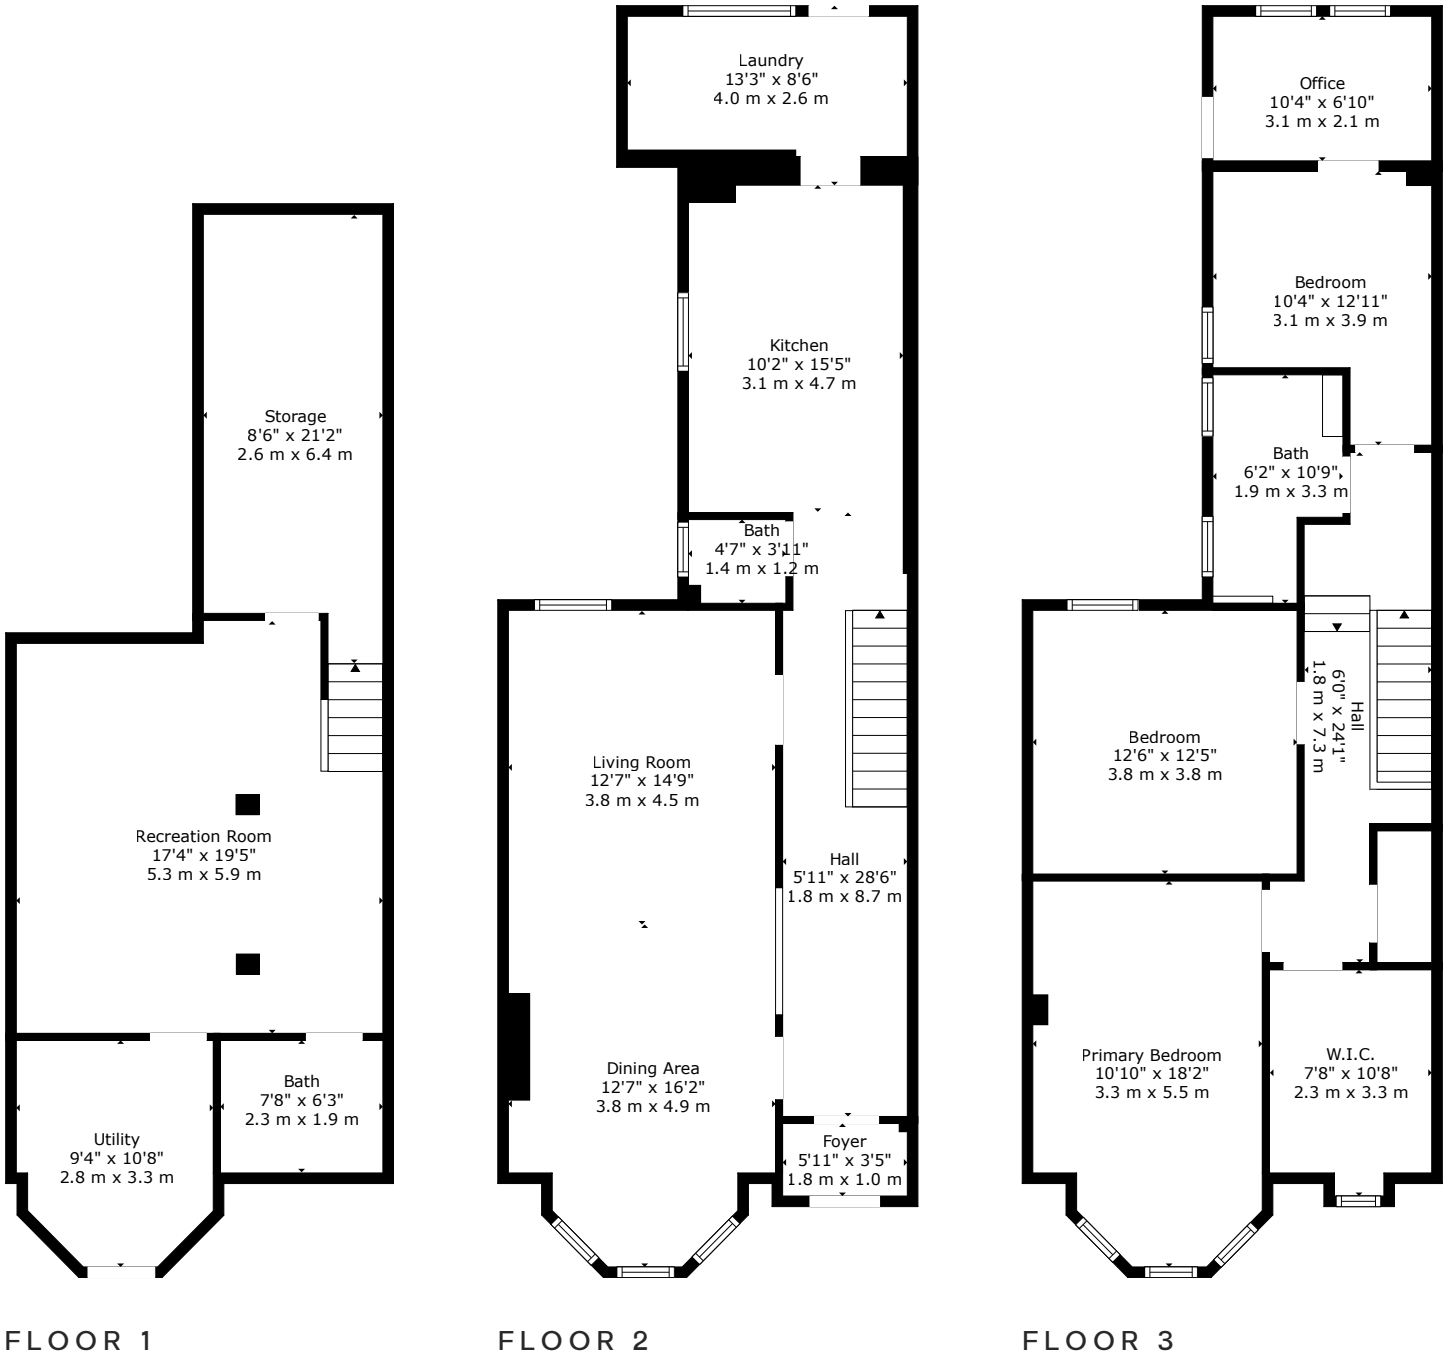 Storage
8'6" x 21'2"
2.6 m x 6.4 m
Recreation Room
17'4" x 19'5"
5.3 m x 5.9 m
Utility
9'4" x 10'8"
2.8 m x 3.3 m
Bath
7'8" x 6'3"
2.3 m x 1.9 m
FLOOR 1
Laundry
13'3" x 8'6"
4.0 m x 2.6 m
Kitchen
10'2" x 15'5"
3.1 m x 4.7 m
Bath
4'7" x 3'11"
1.4 m x 1.2 m
Living Room
12'7" x 14'9"
3.8 m x 4.5 m
Hall
5'11" x 28'6"
1.8 m x 8.7 m
Dining Area
12'7" x 16'2"
3.8 m x 4.9 m
Foyer
5'11" x 3'5"
1.8 m x 1.0 m
FLOOR 2
Office
10'4" x 6'10"
3.1 m x 2.1 m
Bedroom
10'4" x 12'11"
3.1 m x 3.9 m
Bath
6'2" x 10'9"
1.9 m x 3.3 m
Hall
6'0" x 24'1"
1.8 m x 7.3 m
Bedroom
12'6" x 12'5"
3.8 m x 3.8 m
Primary Bedroom
10'10" x 18'2"
3.3 m x 5.5 m
W.I.C.
7'8" x 10'8"
2.3 m x 3.3 m
FLOOR 3